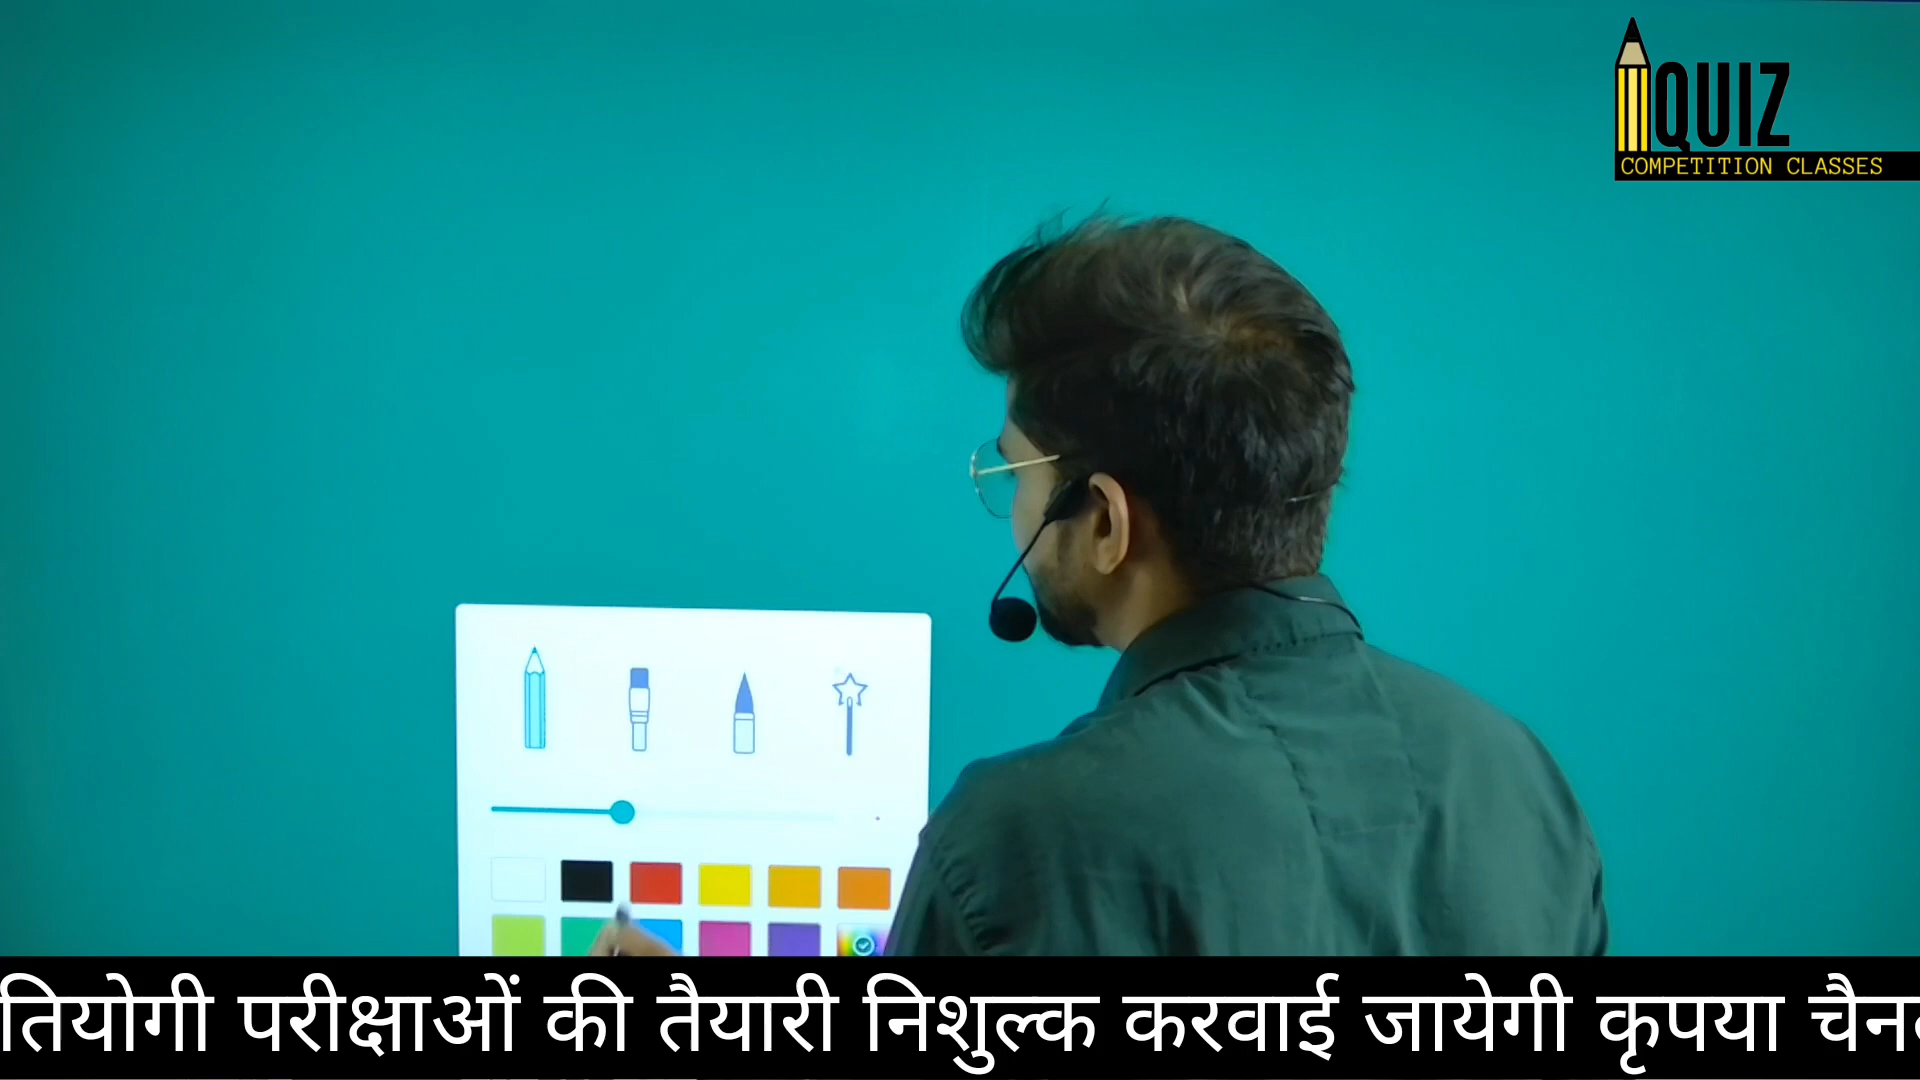 QUIZ
COMPETITION CLASSES
तियोगी परीक्षाओं की तैयारी निशुल्क करवाई जायेगी कृपया